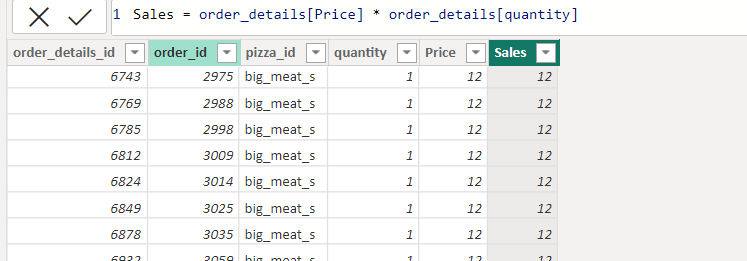 1 Sales = order_details[Price] * order_details[quantity]
order_details_id order_id pizza_id quantity Price Sales
6743 2975 big_meat_s 1 12 12
6769 2988 big_meat_s 1 12 12
6785 2998 big_meat_s 1 12 12
6812 3009 big_meat_s 1 12 12
6824 3014 big_meat_s 1 12 12
6849 3025 big_meat_s 1 12 12
6878 3035 big_meat_s 1 12 12
6932 3059 big_meat_s 1 12 12